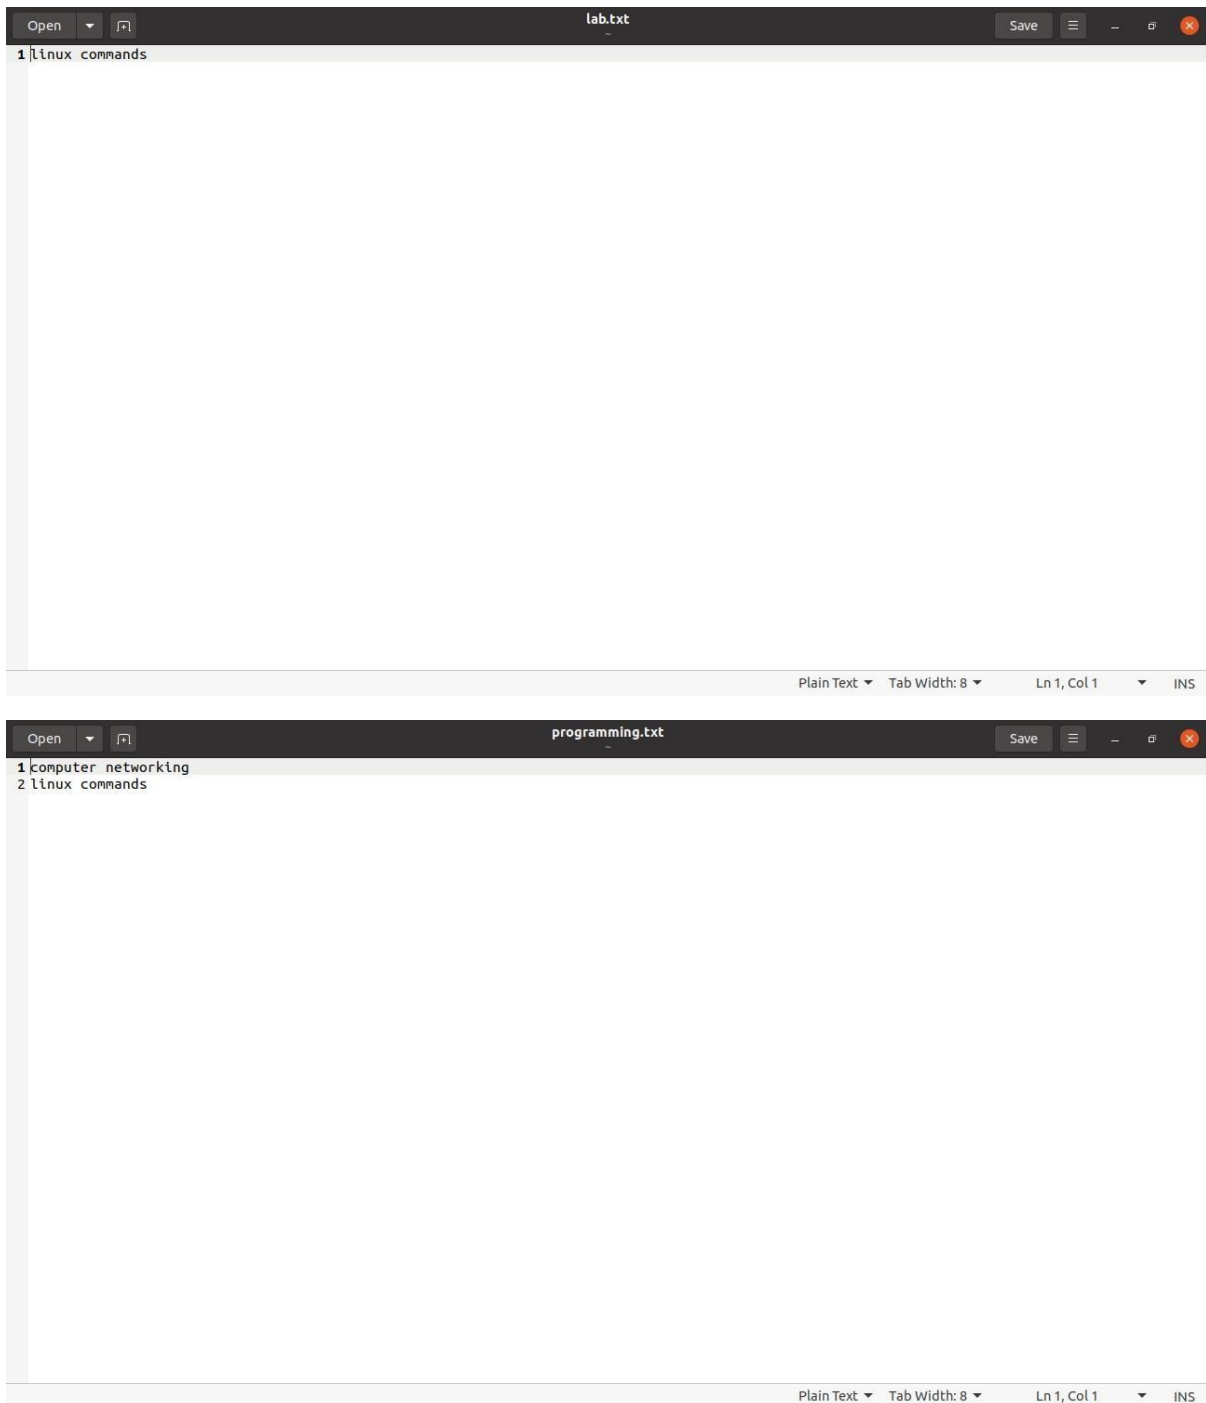 Open lab.txt Save
~
1 linux commands
Plain Text Tab Width: 8 Ln 1, Col 1 INS
Open programming.txt Save
~
1 computer networking
2 linux commands
Plain Text Tab Width: 8 Ln 1, Col 1 INS